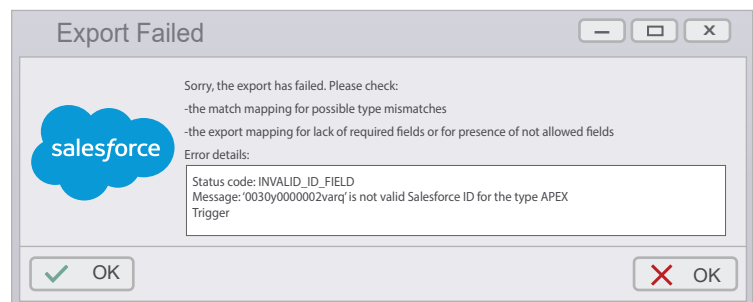 Export Failed
x
Sorry, the export has failed. Please check:
-the match mapping for possible type mismatches
-the export mapping for lack of required fields or for presence of not allowed fields
salesforce
Error details:
Status code: INVALID_ID_FIELD
Message: ‘0030y0000002varq’ is not valid Salesforce ID for the type APEX
Trigger
OK
OK